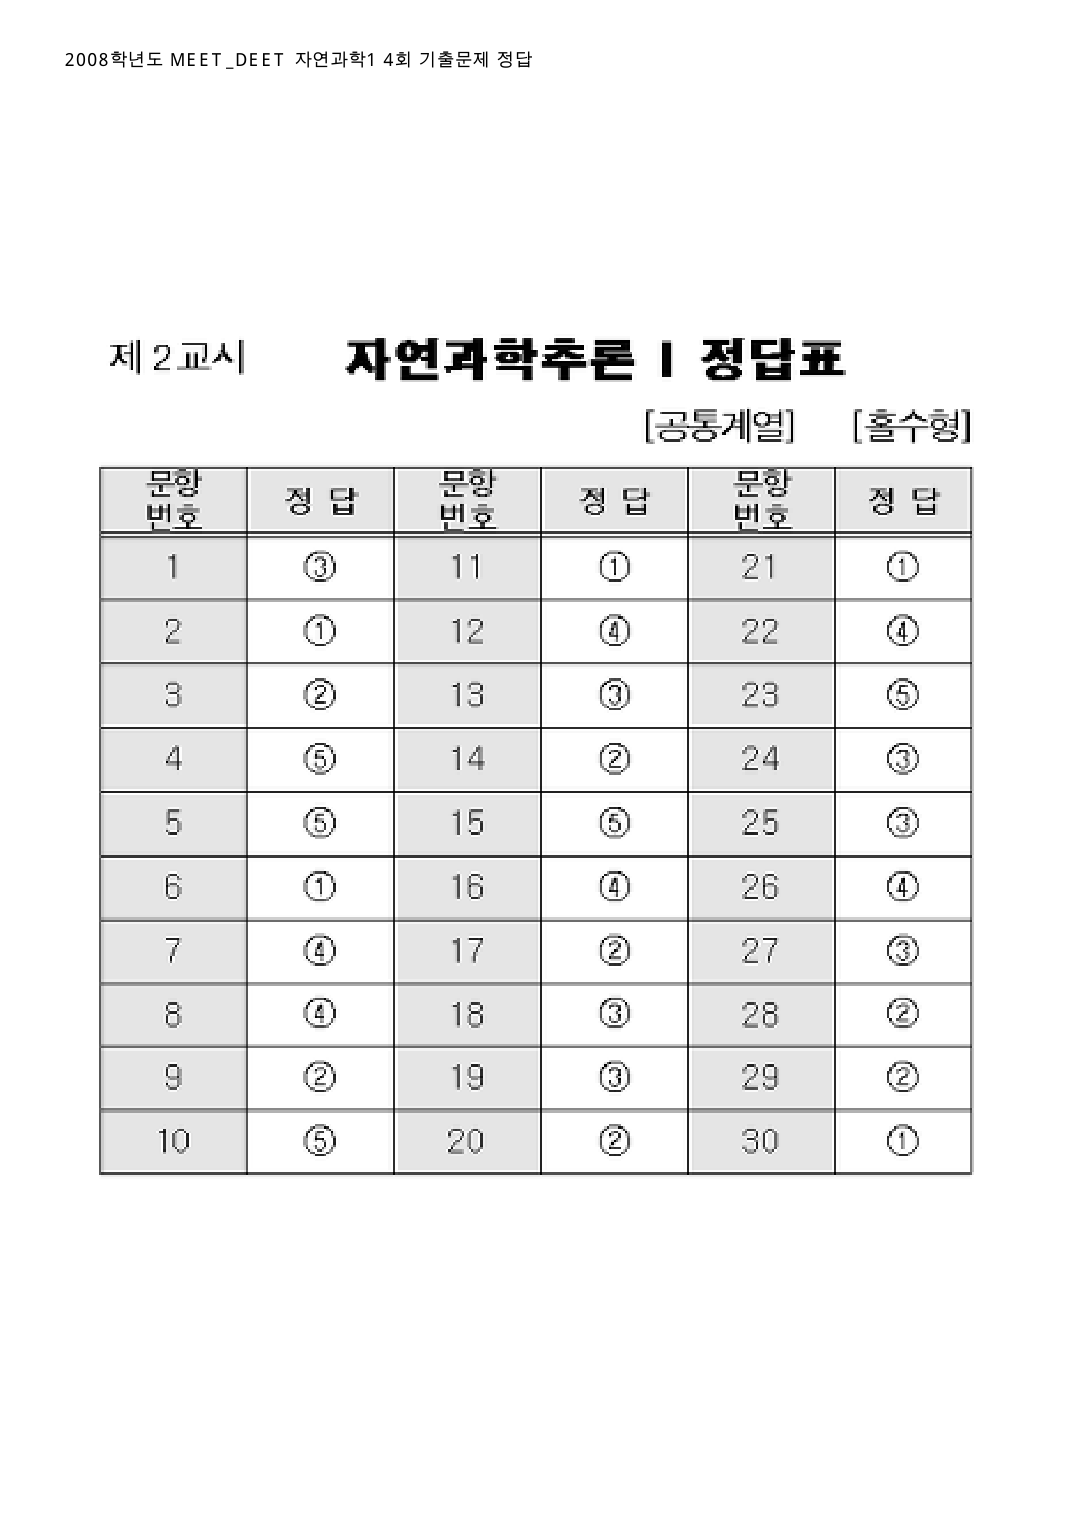 2008학년도 MEET_DEET 자연과학1 4회 기출문제 정답
제 2 교시 자연과학추론 Ⅰ 정답표
[공통계열] [홀수형]
문항 번호 정 답 문항 번호 정 답 문항 번호 정 답
1 ③ 11 ① 21 ①
2 ① 12 ④ 22 ④
3 ② 13 ③ 23 ⑤
4 ⑤ 14 ② 24 ③
5 ⑤ 15 ⑤ 25 ③
6 ① 16 ④ 26 ④
7 ④ 17 ② 27 ③
8 ④ 18 ③ 28 ②
9 ② 19 ③ 29 ②
10 ⑤ 20 ② 30 ①